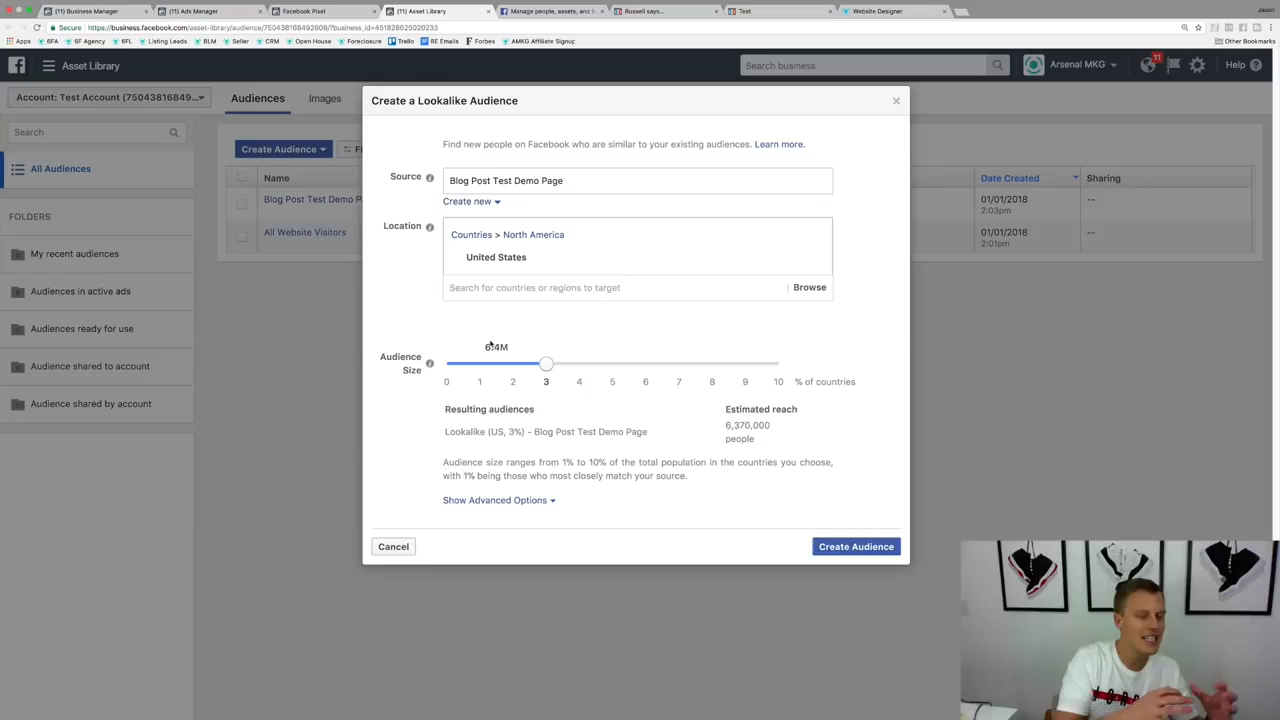 (11) Business Manager
(11) Ads Manager
Facebook Pixel
(11) Asset Library
Manage people, assets, and
Russell says...
Test
Website Designer
Jason
Secure
https://business.facebook.com/asset-library/audience/750438168492609/?business_id=451828625020233
Apps
6FA
6F Agency
6FL
Listing Leads
BLM
Seller
CRM
Open House
Foreclosure
Trello
RE Emails
Forbes
AMKG Affiliate Signup
Other Bookmarks
Asset Library
Search business
Arsenal MKG
11
Help
Account: Test Account (75043816849...
Audiences
Images
Search
All Audiences
FOLDERS
My recent audiences
Audiences in active ads
Audiences ready for use
Audience shared to account
Audience shared by account
Create Audience
Name
Date Created
Sharing
Blog Post Test Demo P
01/01/2018
2:03pm
--
All Website Visitors
01/01/2018
2:01pm
--
Create a Lookalike Audience
Find new people on Facebook who are similar to your existing audiences. Learn more.
Source
Blog Post Test Demo Page
Create new
Location
Countries > North America
United States
Search for countries or regions to target
Browse
6.4M
Audience
Size
0 1 2 3 4 5 6 7 8 9 10 % of countries
Resulting audiences
Estimated reach
Lookalike (US, 3%) - Blog Post Test Demo Page
6,370,000
people
Audience size ranges from 1% to 10% of the total population in the countries you choose,
with 1% being those who most closely match your source.
Show Advanced Options
Cancel
Create Audience